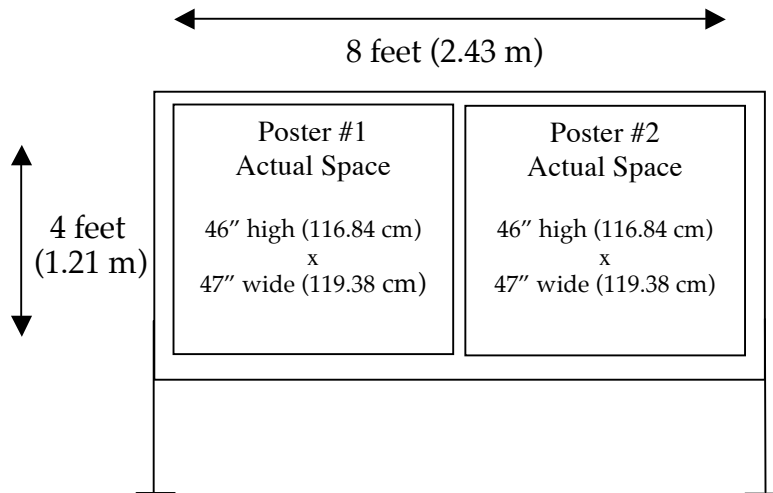 8 feet (2.43 m)
4 feet
(1.21 m)
Poster #1
Actual Space
46″ high (116.84 cm)
x
47″ wide (119.38 cm)
Poster #2
Actual Space
46″ high (116.84 cm)
x
47″ wide (119.38 cm)